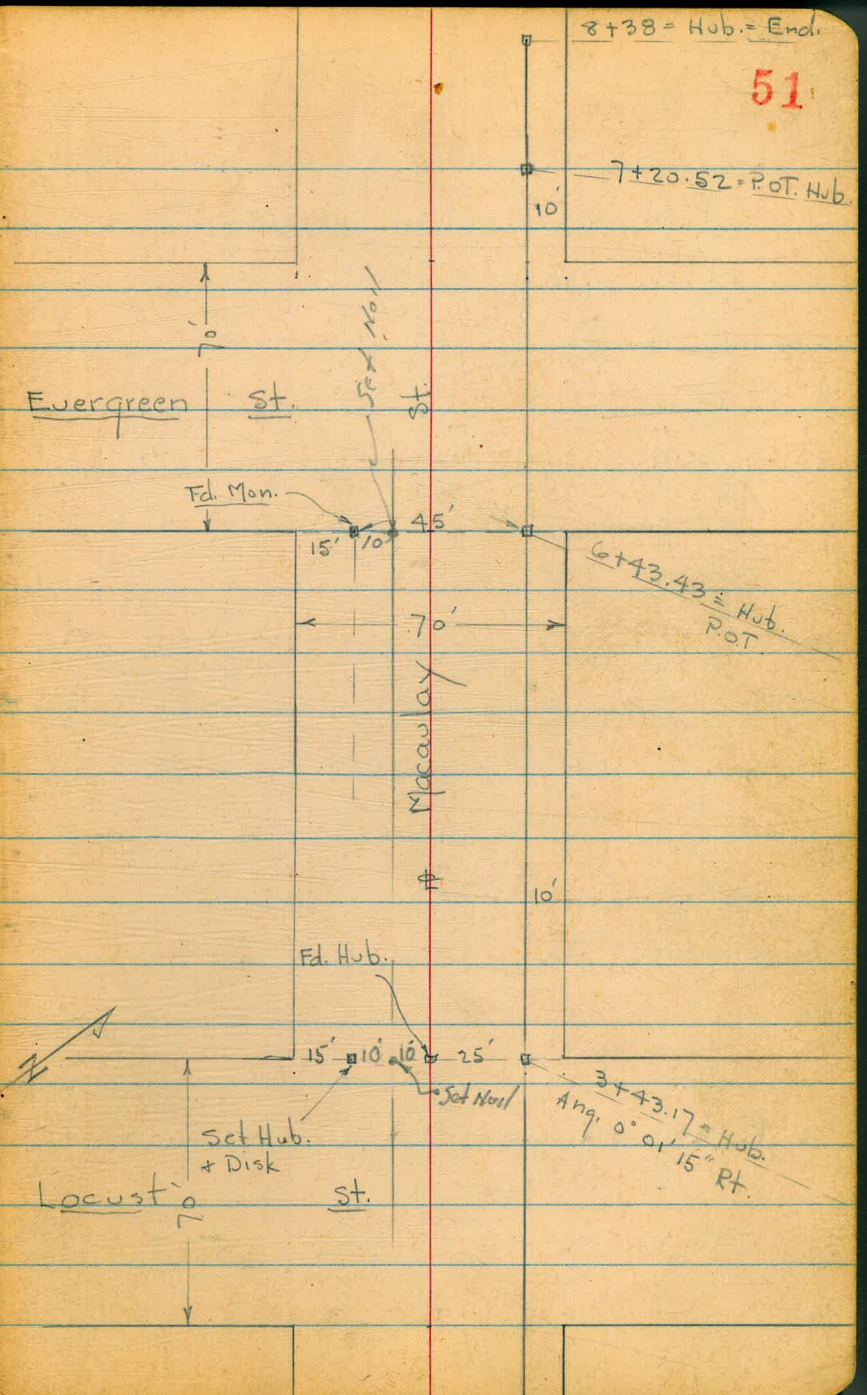 8+38 = Hub. = End.
51
7+20.52 = P.O.T. Hub.
10'
70'
Set Nail
Evergreen St.
St.
Fd. Mon.
45'
15' 10'
6+43.43 = Hub.
P.O.T.
70'
Macaulay
10'
Fd. Hub.
15' 10' 10' 25'
Set Nail
3+43.17 = Hub.
Ang. 0° 01' 15" Rt.
Set Hub.
+ Disk
Locust St.
70'